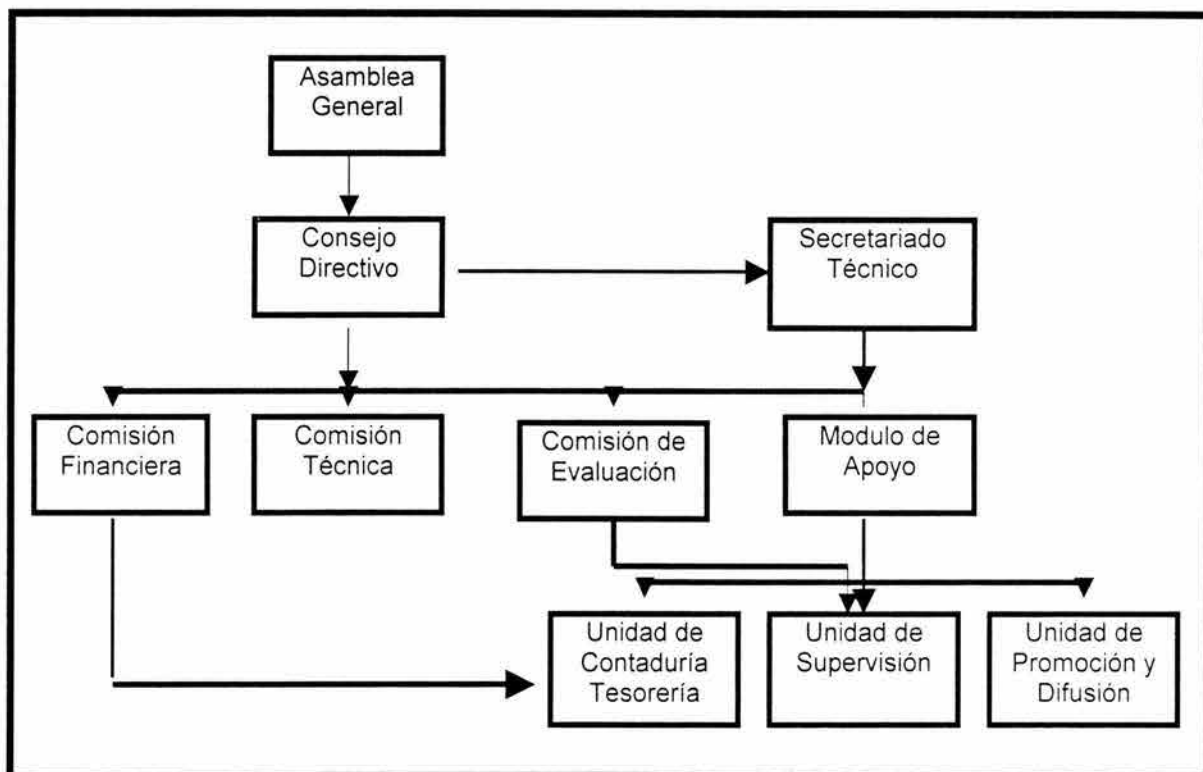 Asamblea
General
Consejo
Directivo
Secretariado
Técnico
Comisión
Financiera
Comisión
Técnica
Comisión de
Evaluación
Modulo de
Apoyo
Unidad de
Contaduría
Tesorería
Unidad de
Supervisión
Unidad de
Promoción y
Difusión